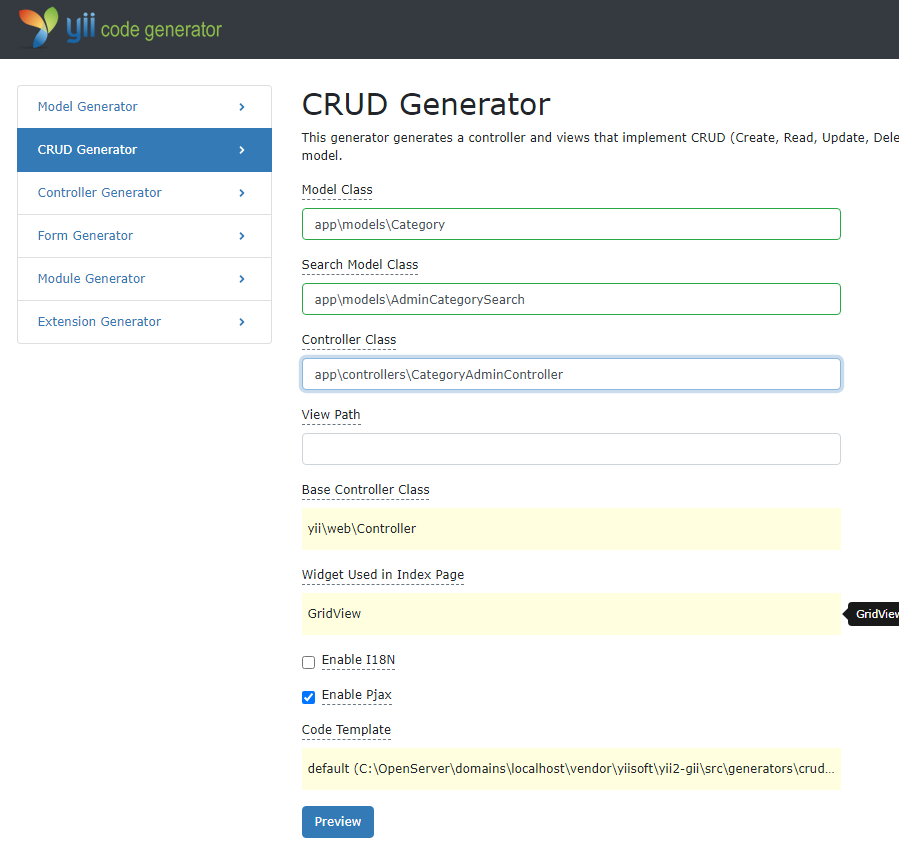 yii code generator
Model Generator
CRUD Generator
Controller Generator
Form Generator
Module Generator
Extension Generator
CRUD Generator
This generator generates a controller and views that implement CRUD (Create, Read, Update, Dele
model.
Model Class
app\models\Category
Search Model Class
app\models\AdminCategorySearch
Controller Class
app\controllers\CategoryAdminController
View Path
Base Controller Class
yii\web\Controller
Widget Used in Index Page
GridView
GridView
Enable I18N
Enable Pjax
Code Template
default (C:\OpenServer\domains\localhost\vendor\yiisoft\yii2-gii\src\generators\crud...
Preview